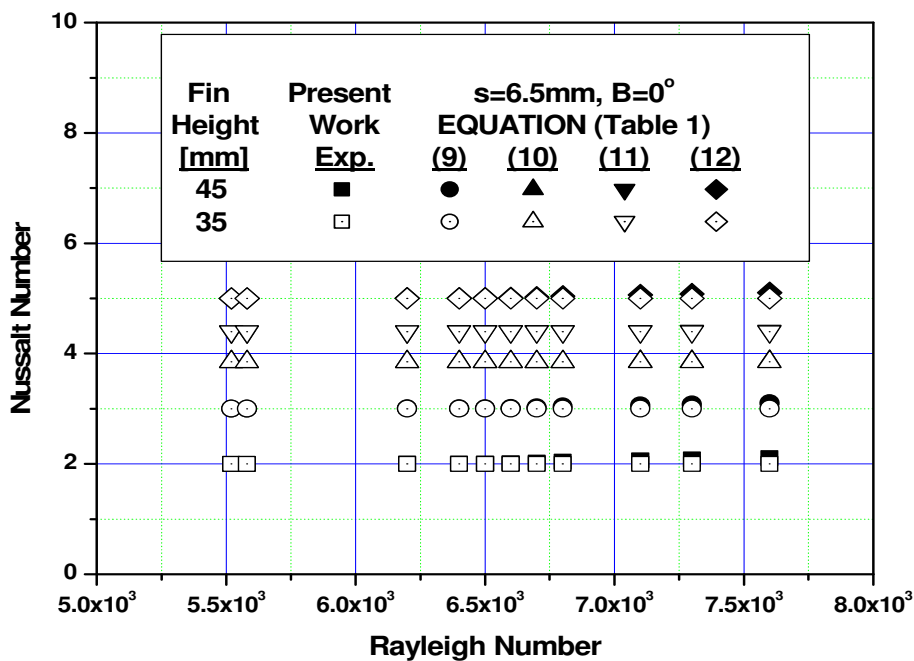 10
8
6
4
2
0
Nussalt Number
Fin Present s=6.5mm, B=0°
Height Work EQUATION (Table 1)
[mm] Exp. (9) (10) (11) (12)
45
35
5.0x10³ 5.5x10³ 6.0x10³ 6.5x10³ 7.0x10³ 7.5x10³ 8.0x10³
Rayleigh Number